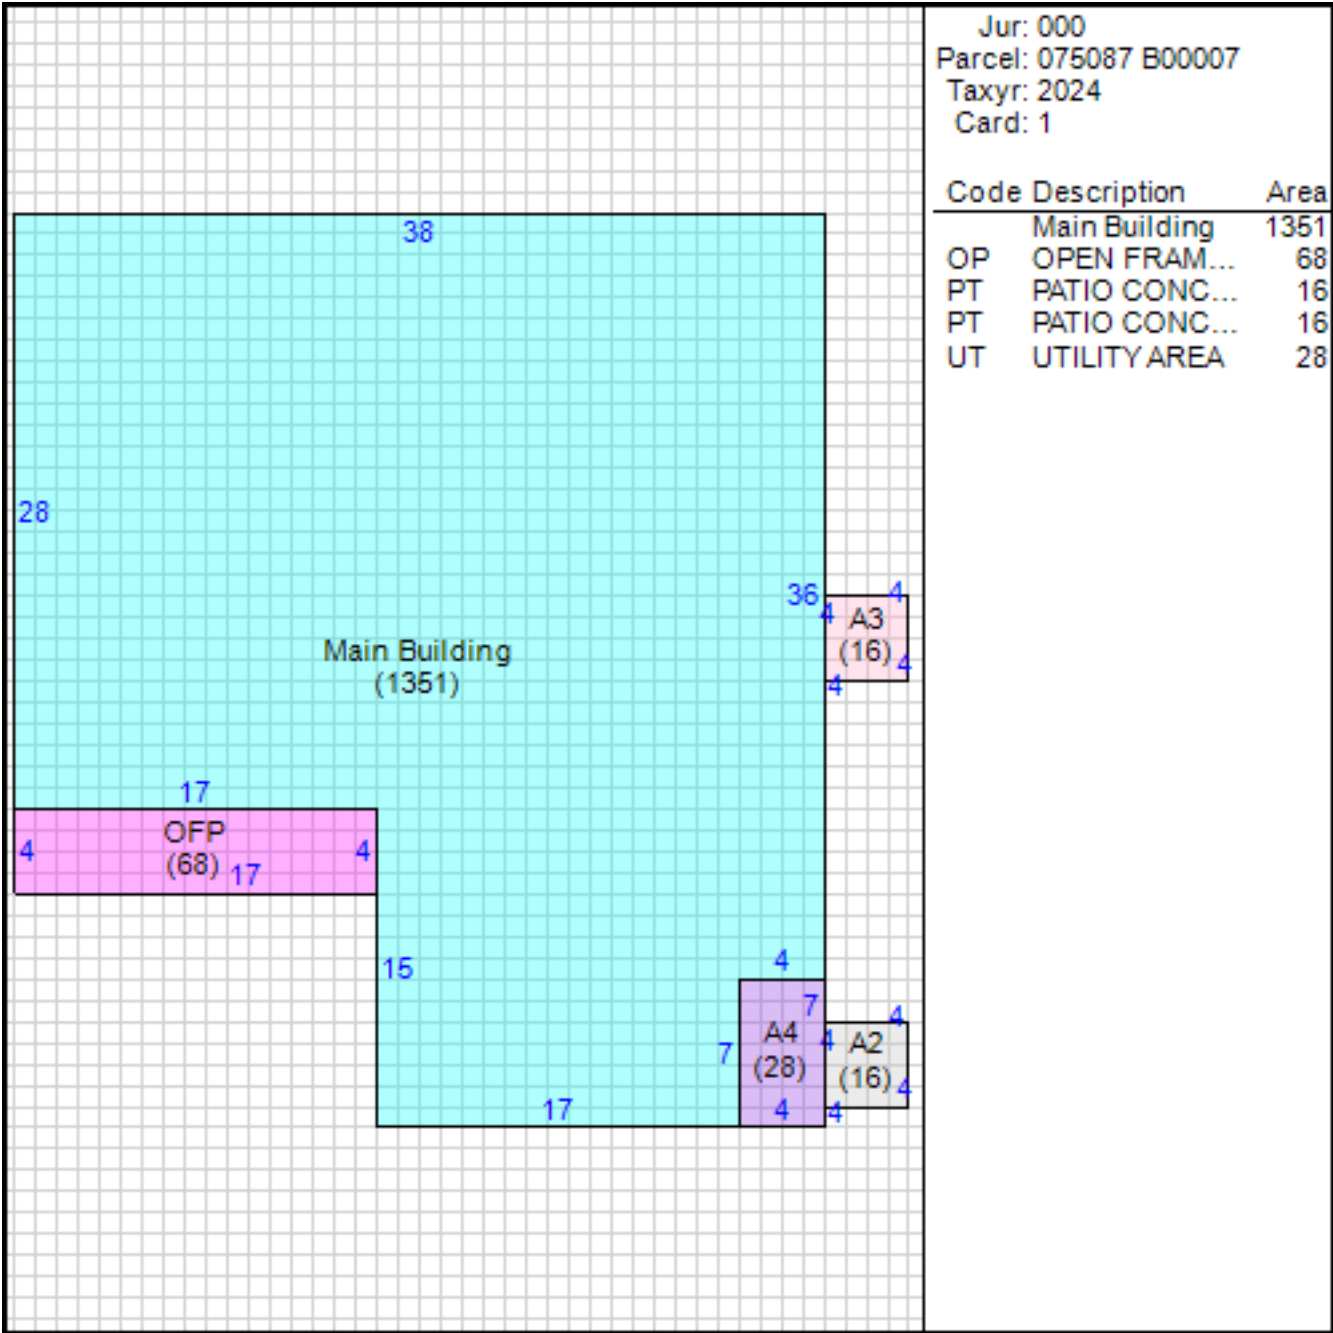 Jur: 000
Parcel: 075087 B00007
Taxyr: 2024
Card: 1
Code Description Area
Main Building 1351
OP OPEN FRAM... 68
PT PATIO CONC... 16
PT PATIO CONC... 16
UT UTILITY AREA 28
38
28
36
4
4
A3
(16)
4
4
Main Building
(1351)
17
OFP
4
4
(68)
17
15
4
7
4
A4
4
A2
7
(28)
(16)
4
17
4
4